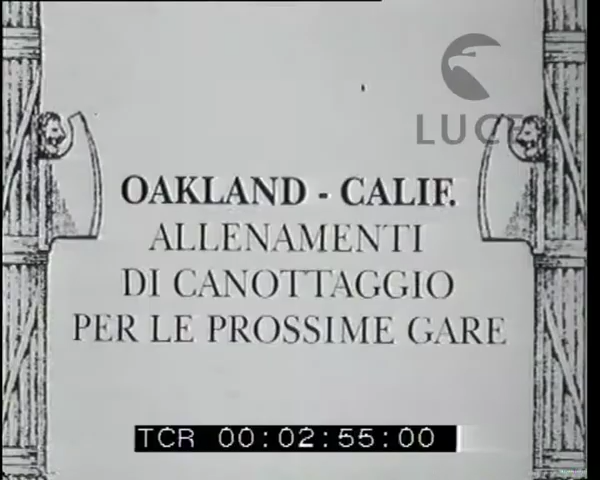 LUCE
OAKLAND - CALIF.
ALLENAMENTI
DI CANOTTAGGIO
PER LE PROSSIME GARE
TCR 00:02:55:00